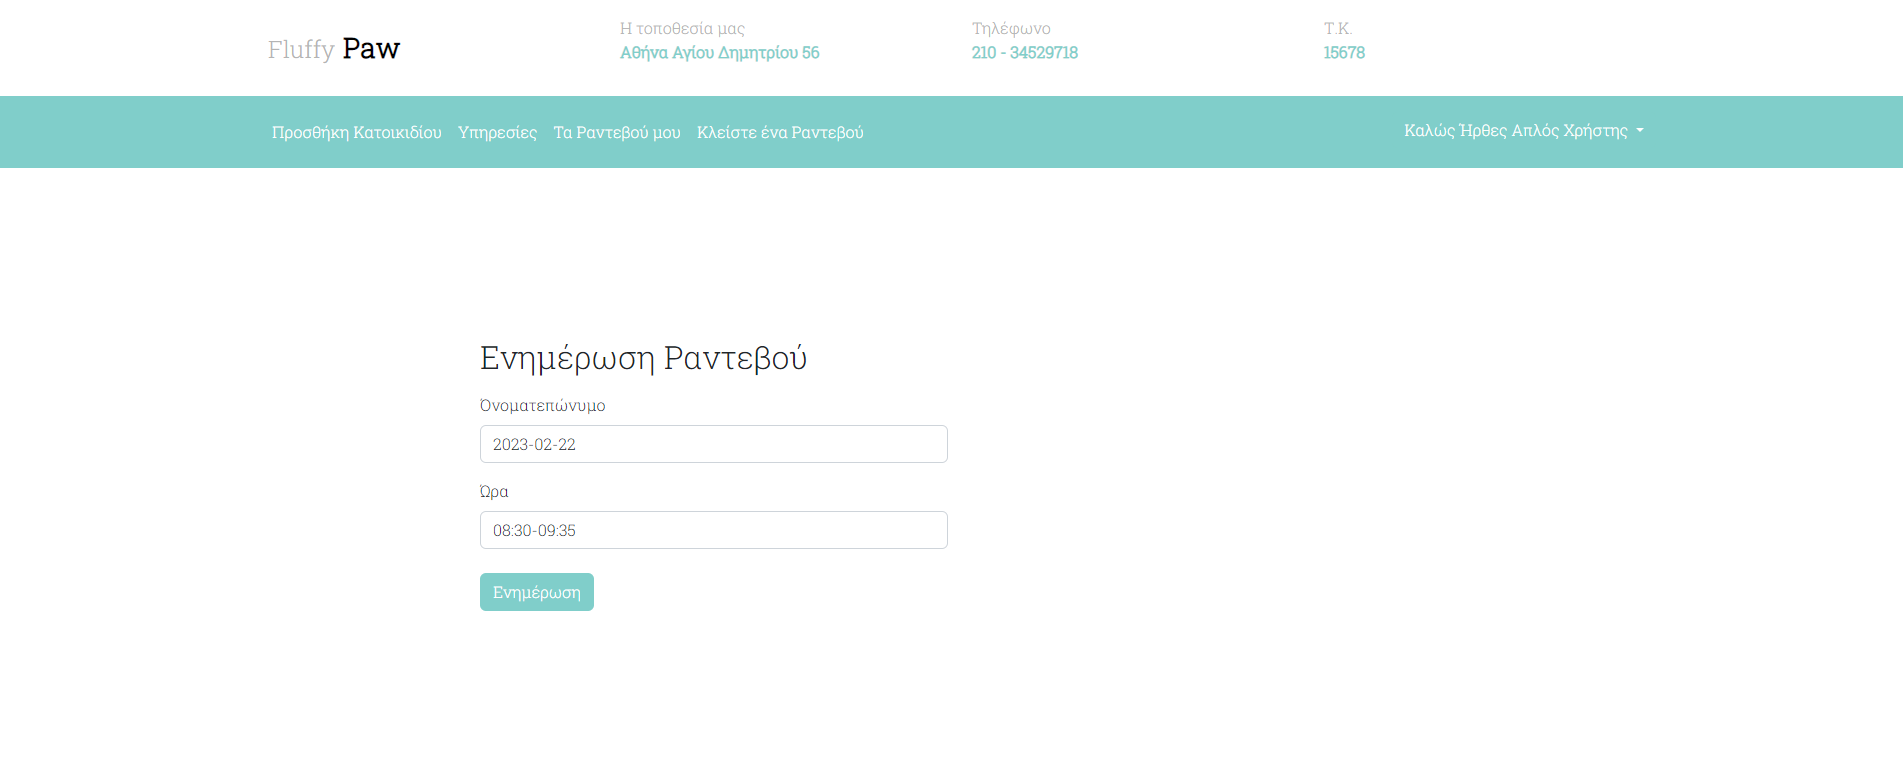 Fluffy Paw
Η τοποθεσία μας
Αθήνα Αγίου Δημητρίου 56
Τηλέφωνο
210 - 34529718
Τ.Κ.
15678
Προσθήκη Κατοικιδίου Υπηρεσίες Τα Ραντεβού μου Κλείστε ένα Ραντεβού
Καλώς Ήρθες Απλός Χρήστης
Ενημέρωση Ραντεβού
Όνοματεπώνυμο
2023-02-22
Ώρα
08:30-09:35
Ενημέρωση